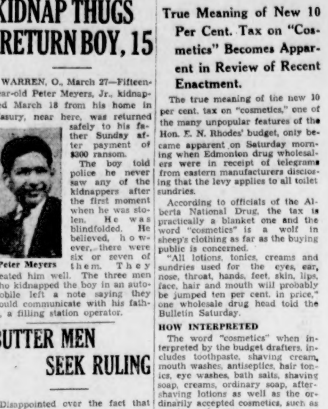 KIDNAP THUGS
RETURN BOY, 15
WARREN, O., March 27—Fifteen-
ear-old Peter Meyers, Jr., kidnap-
ed March 18 from his home in
asury, near here, was returned
safely to his fa-
ther Sunday af-
ter payment of
$300 ransom.
The boy told
police he never
saw any of the
kidnappers after
the first moment
when he was sto-
len. He was
blindfolded. He
believed, how-
ever, there were
six or seven of
them. They
Peter Meyers
eated him well. The three men
ho kidnapped the boy in an auto-
obile left a note saying they
ould communicate with his fath-
, a filling station operator.
BUTTER MEN
SEEK RULING
Disappointed over the fact that
True Meaning of New 10
Per Cent. Tax on "Cos-
metics" Becomes Appar-
ent in Review of Recent
Enactment.
The true meaning of the new 10
per cent. tax on "cosmetics," one of
the many unpopular features of the
Hon. E. N. Rhodes' budget, only be-
came apparent on Saturday morn-
ing when Edmonton drug wholesal-
ers were in receipt of telegrams
from eastern manufacturers disclos-
ing that the levy applies to all toilet
sundries.
According to officials of the Al-
berta National Drug, the tax is
practically a blanket one and the
word "cosmetics" is a wolf in
sheep's clothing as far as the buying
public is concerned.
"All lotions, tonics, creams and
sundries used for the eyes, ear,
nose, throat, hands, feet, skin, lips,
face, hair and mouth will probably
be jumped ten per cent. in price,"
one wholesale drug head told the
Bulletin Saturday.
HOW INTERPRETED
The word "cosmetics" when in-
terpreted by the budget drafters, in-
cludes toothpaste, shaving cream,
mouth washes, antiseptics, hair ton-
ics, eye washes, bath salts, shaving
soap, creams, ordinary soap, after-
shaving lotions as well as the or-
dinarily accepted cosmetics, such as